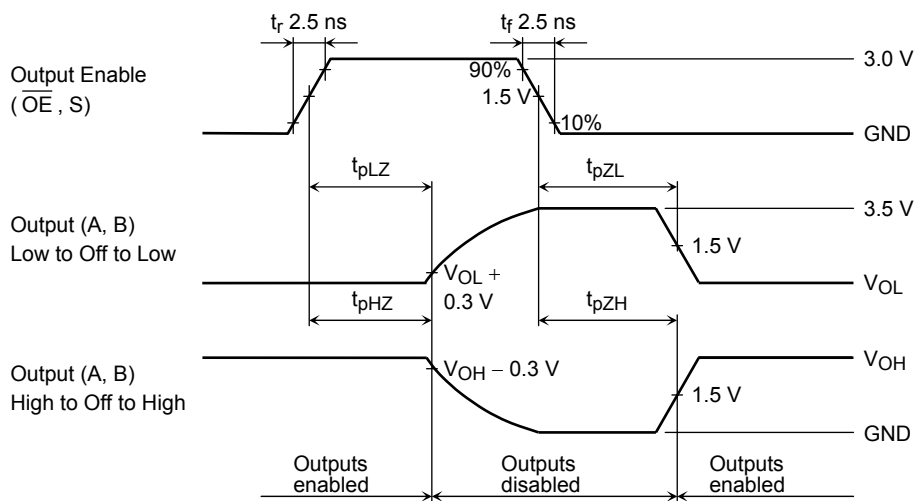 tr 2.5 ns
tf 2.5 ns
Output Enable
( OE , S)
90%
1.5 V
10%
3.0 V
GND
tpLZ
tpZL
Output (A, B)
Low to Off to Low
VOL +
0.3 V
3.5 V
1.5 V
VOL
tpHZ
tpZH
Output (A, B)
High to Off to High
VOH − 0.3 V
1.5 V
VOH
GND
Outputs
enabled
Outputs
disabled
Outputs
enabled